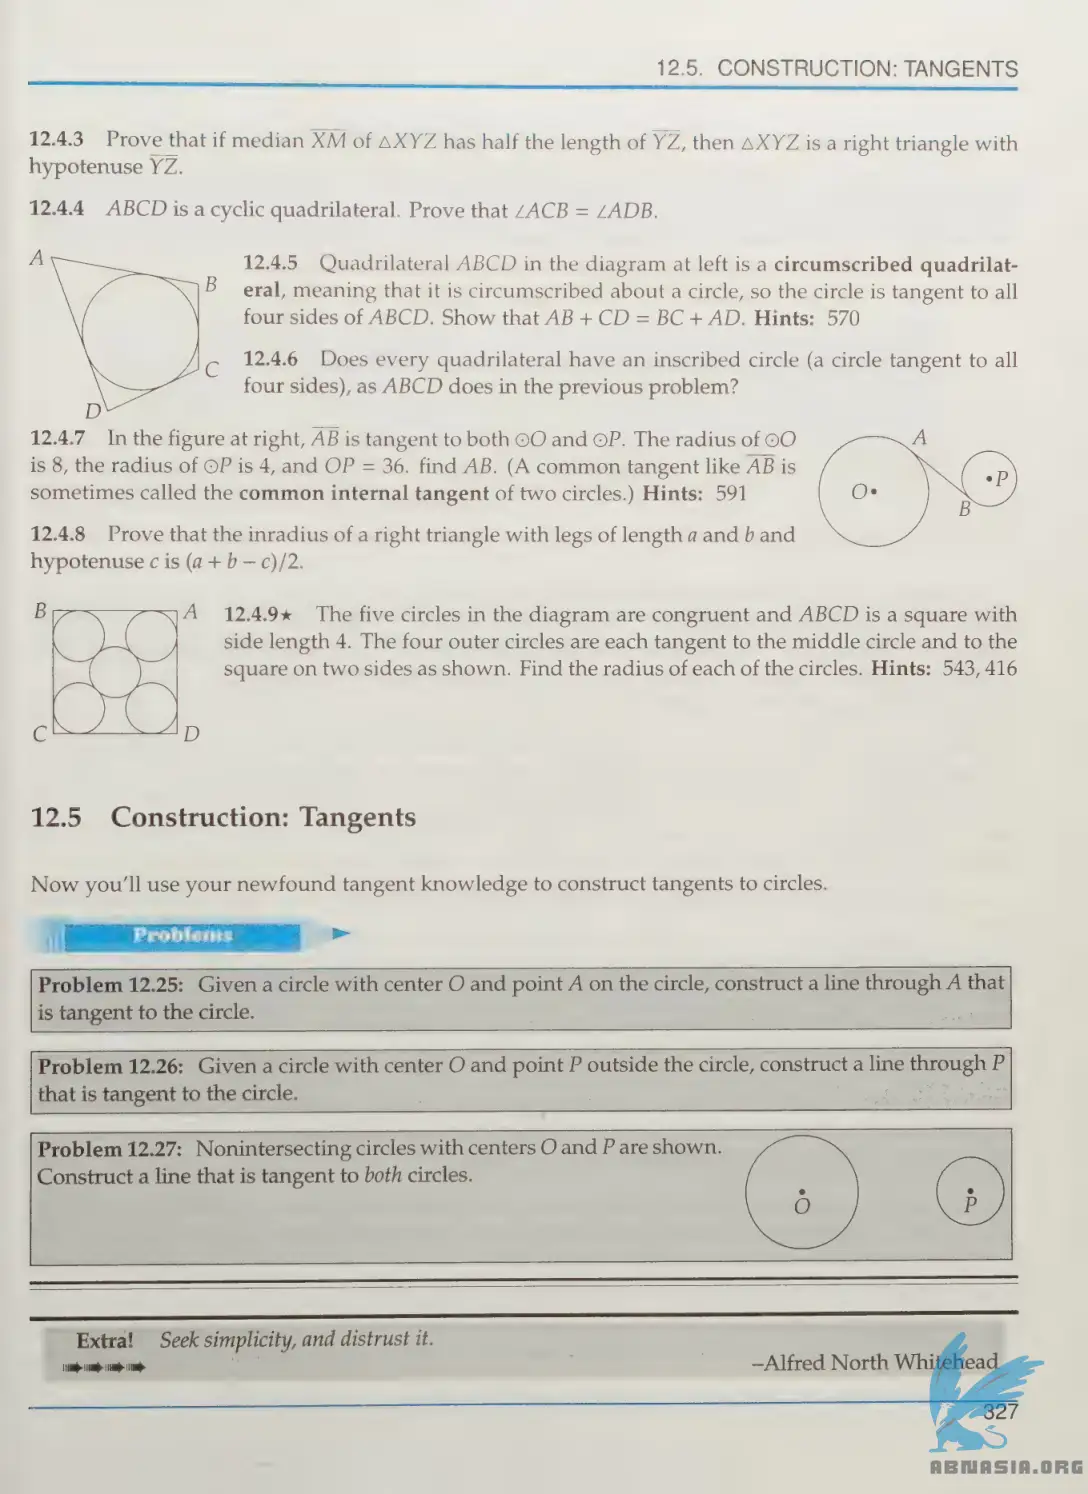 12.5. CONSTRUCTION: TANGENTS
12.4.3 Prove that if median XM of △XYZ has half the length of YZ, then △XYZ is a right triangle with
hypotenuse YZ.
12.4.4 ABCD is a cyclic quadrilateral. Prove that ∠ACB = ∠ADB.
A
B
C
D
12.4.5 Quadrilateral ABCD in the diagram at left is a circumscribed quadrilat-
eral, meaning that it is circumscribed about a circle, so the circle is tangent to all
four sides of ABCD. Show that AB + CD = BC + AD. Hints: 570
12.4.6 Does every quadrilateral have an inscribed circle (a circle tangent to all
four sides), as ABCD does in the previous problem?
12.4.7 In the figure at right, AB is tangent to both ⊙O and ⊙P. The radius of ⊙O
is 8, the radius of ⊙P is 4, and OP = 36. find AB. (A common tangent like AB is
sometimes called the common internal tangent of two circles.) Hints: 591
A
O
P
B
12.4.8 Prove that the inradius of a right triangle with legs of length a and b and
hypotenuse c is (a + b − c)/2.
B
A
C
D
12.4.9★ The five circles in the diagram are congruent and ABCD is a square with
side length 4. The four outer circles are each tangent to the middle circle and to the
square on two sides as shown. Find the radius of each of the circles. Hints: 543, 416
12.5 Construction: Tangents
Now you'll use your newfound tangent knowledge to construct tangents to circles.
Problems
Problem 12.25: Given a circle with center O and point A on the circle, construct a line through A that
is tangent to the circle.
Problem 12.26: Given a circle with center O and point P outside the circle, construct a line through P
that is tangent to the circle.
Problem 12.27: Nonintersecting circles with centers O and P are shown.
Construct a line that is tangent to both circles.
O
P
Extra! Seek simplicity, and distrust it.
–Alfred North Whitehead
327
ABNASIA.ORG